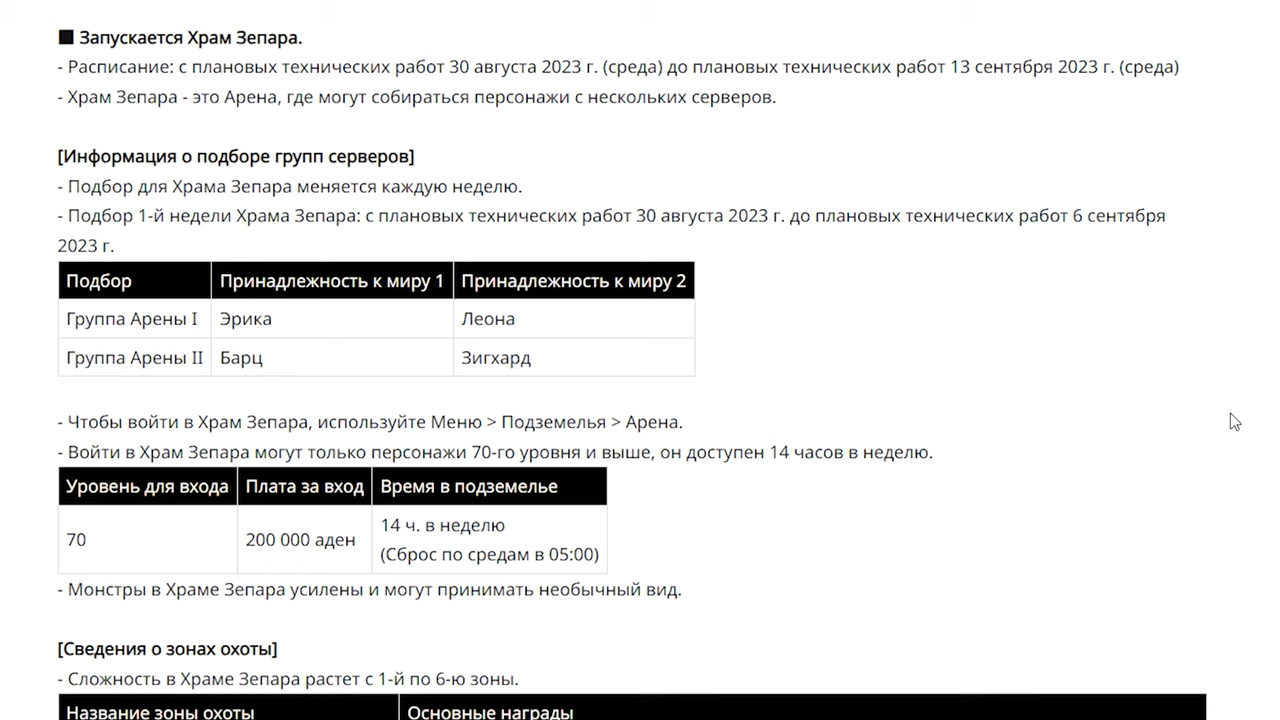 ■ Запускается Храм Зепара.
- Расписание: с плановых технических работ 30 августа 2023 г. (среда) до плановых технических работ 13 сентября 2023 г. (среда)
- Храм Зепара - это Арена, где могут собираться персонажи с нескольких серверов.
[Информация о подборе групп серверов]
- Подбор для Храма Зепара меняется каждую неделю.
- Подбор 1-й недели Храма Зепара: с плановых технических работ 30 августа 2023 г. до плановых технических работ 6 сентября
2023 г.
Подбор Принадлежность к миру 1 Принадлежность к миру 2
Группа Арены I Эрика Леона
Группа Арены II Барц Зигхард
- Чтобы войти в Храм Зепара, используйте Меню > Подземелья > Арена.
- Войти в Храм Зепара могут только персонажи 70-го уровня и выше, он доступен 14 часов в неделю.
Уровень для входа Плата за вход Время в подземелье
70 200 000 аден 14 ч. в неделю
(Сброс по средам в 05:00)
- Монстры в Храме Зепара усилены и могут принимать необычный вид.
[Сведения о зонах охоты]
- Сложность в Храме Зепара растет с 1-й по 6-ю зоны.
Название зоны охоты Основные награды